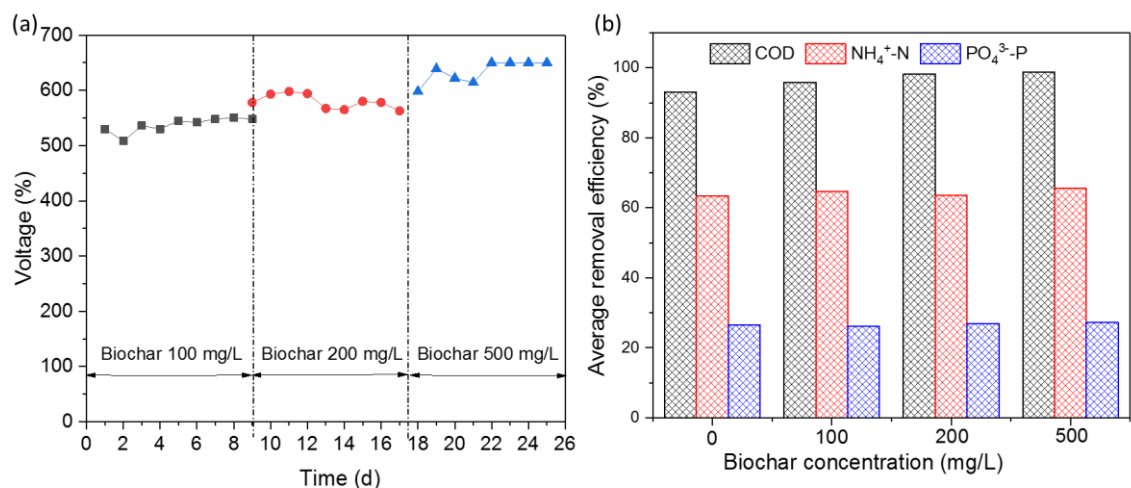 (a)
700
600
500
400
300
200
100
0
Voltage (%)
Biochar 100 mg/L
Biochar 200 mg/L
Biochar 500 mg/L
0 2 4 6 8 10 12 14 16 18 20 22 24 26
Time (d)
(b)
COD NH₄⁺-N PO₄³-P
100
80
60
40
20
0
Average removal efficiency (%)
0 100 200 500
Biochar concentration (mg/L)